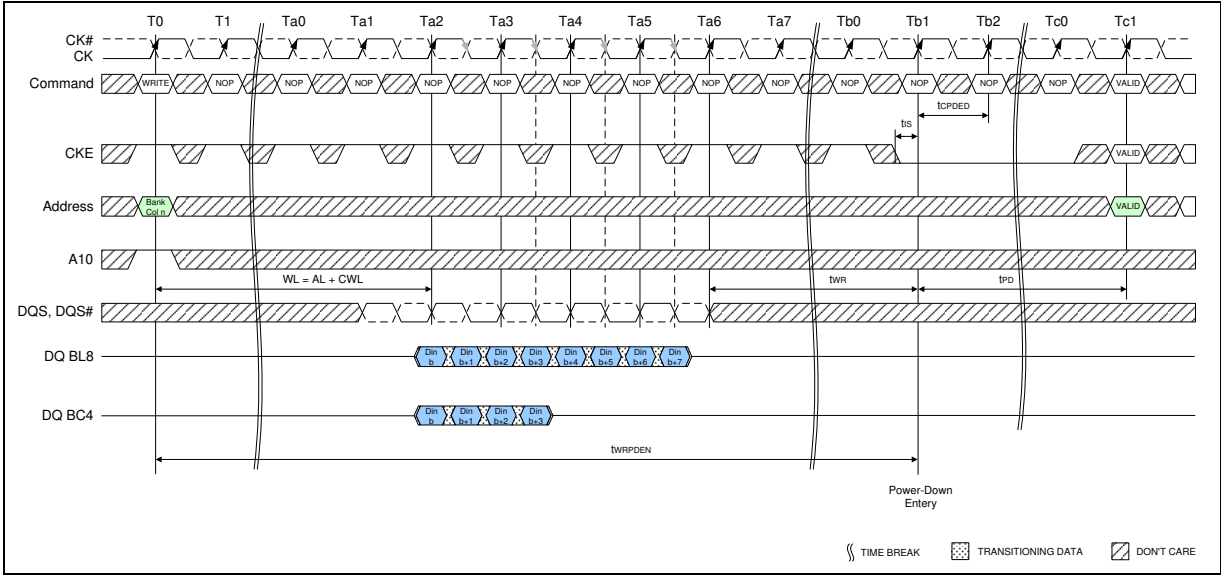 T0 T1 Ta0 Ta1 Ta2 Ta3 Ta4 Ta5 Ta6 Ta7 Tb0 Tb1 Tb2 Tc0 Tc1
CK#
CK
Command WRITE NOP NOP NOP NOP NOP NOP NOP NOP NOP NOP NOP NOP NOP VALID
tCPDED
tIS
CKE VALID
Address Bank Col n VALID
A10
WL = AL + CWL tWR tPD
DQS, DQS#
DQ BL8 Din b Din b+1 Din b+2 Din b+3 Din b+4 Din b+5 Din b+6 Din b+7
DQ BC4 Din b Din b+1 Din b+2 Din b+3
tWRPDEN
Power-Down
Entery
TIME BREAK TRANSITIONING DATA DON'T CARE